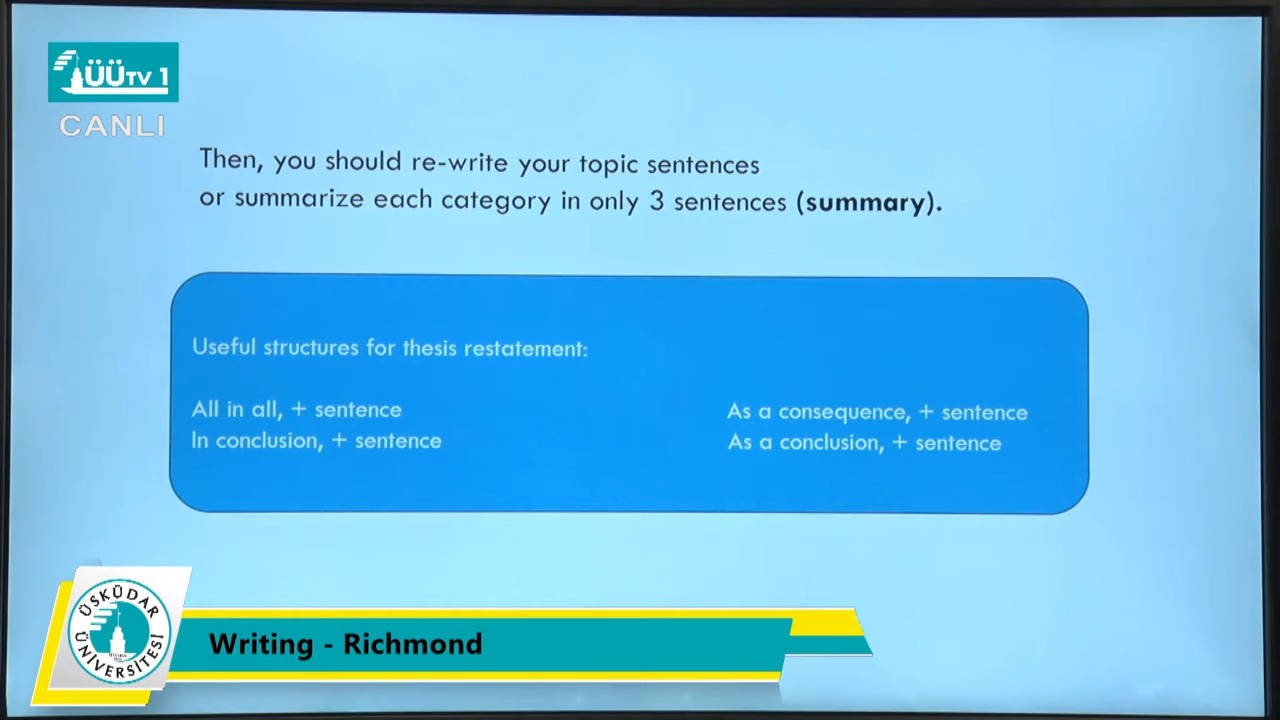 ÜÜTV 1
CANLI
Then, you should re-write your topic sentences
or summarize each category in only 3 sentences (summary).
Useful structures for thesis restatement:
All in all, + sentence
In conclusion, + sentence
As a consequence, + sentence
As a conclusion, + sentence
ÜSKÜDAR
ÜNİVERSİTESİ
Writing - Richmond